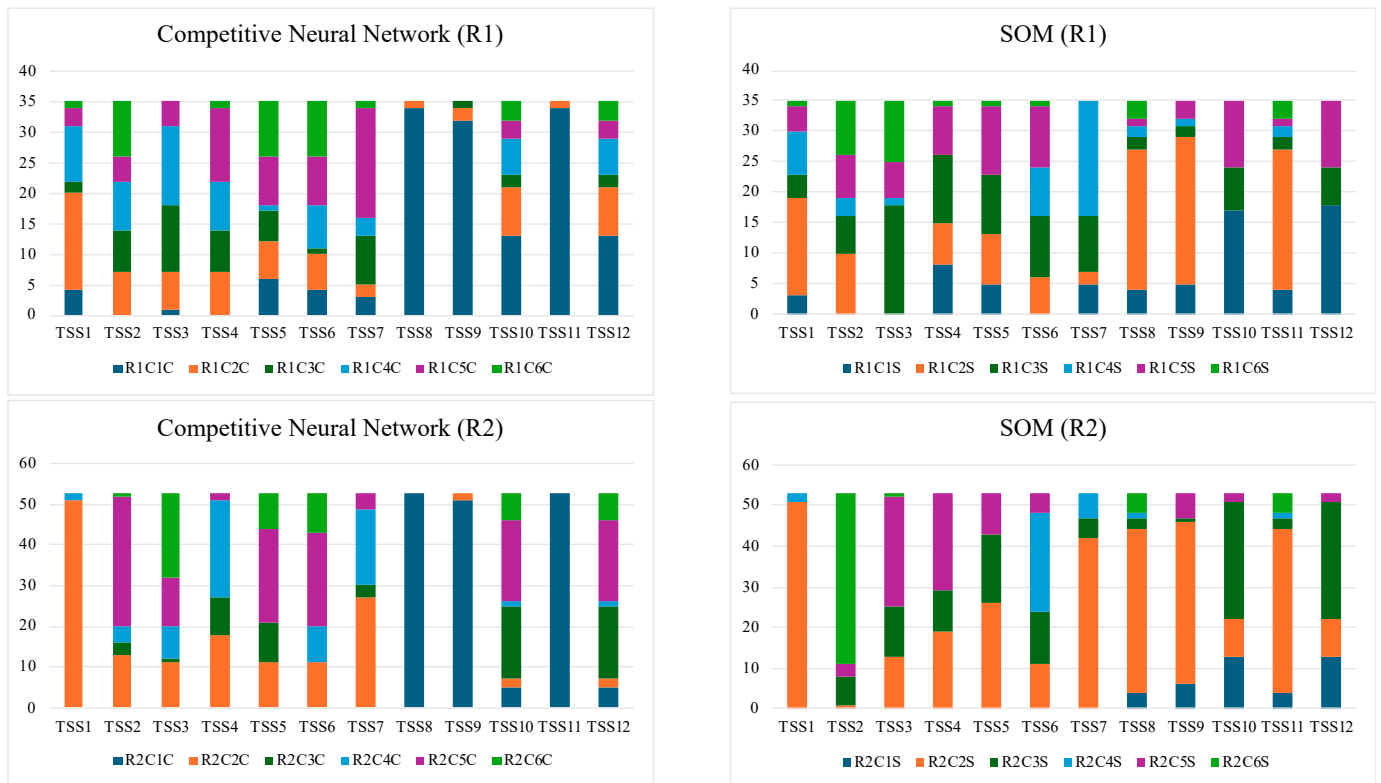 Competitive Neural Network (R1)
40
35
30
25
20
15
10
5
0
TSS1 TSS2 TSS3 TSS4 TSS5 TSS6 TSS7 TSS8 TSS9 TSS10 TSS11 TSS12
R1C1C R1C2C R1C3C R1C4C R1C5C R1C6C
SOM (R1)
40
35
30
25
20
15
10
5
0
TSS1 TSS2 TSS3 TSS4 TSS5 TSS6 TSS7 TSS8 TSS9 TSS10 TSS11 TSS12
R1C1S R1C2S R1C3S R1C4S R1C5S R1C6S
Competitive Neural Network (R2)
60
50
40
30
20
10
0
TSS1 TSS2 TSS3 TSS4 TSS5 TSS6 TSS7 TSS8 TSS9 TSS10 TSS11 TSS12
R2C1C R2C2C R2C3C R2C4C R2C5C R2C6C
SOM (R2)
60
50
40
30
20
10
0
TSS1 TSS2 TSS3 TSS4 TSS5 TSS6 TSS7 TSS8 TSS9 TSS10 TSS11 TSS12
R2C1S R2C2S R2C3S R2C4S R2C5S R2C6S